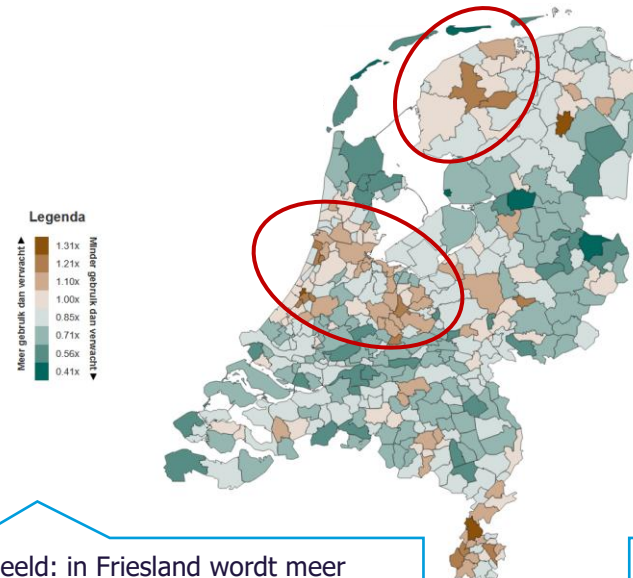 Legenda
Meer gebruik dan verwacht ▶
1.31x
1.21x
1.10x
1.00x
0.85x
0.71x
0.56x
0.41x
Minder gebruik dan verwacht ▶
eeld: in Friesland wordt meer